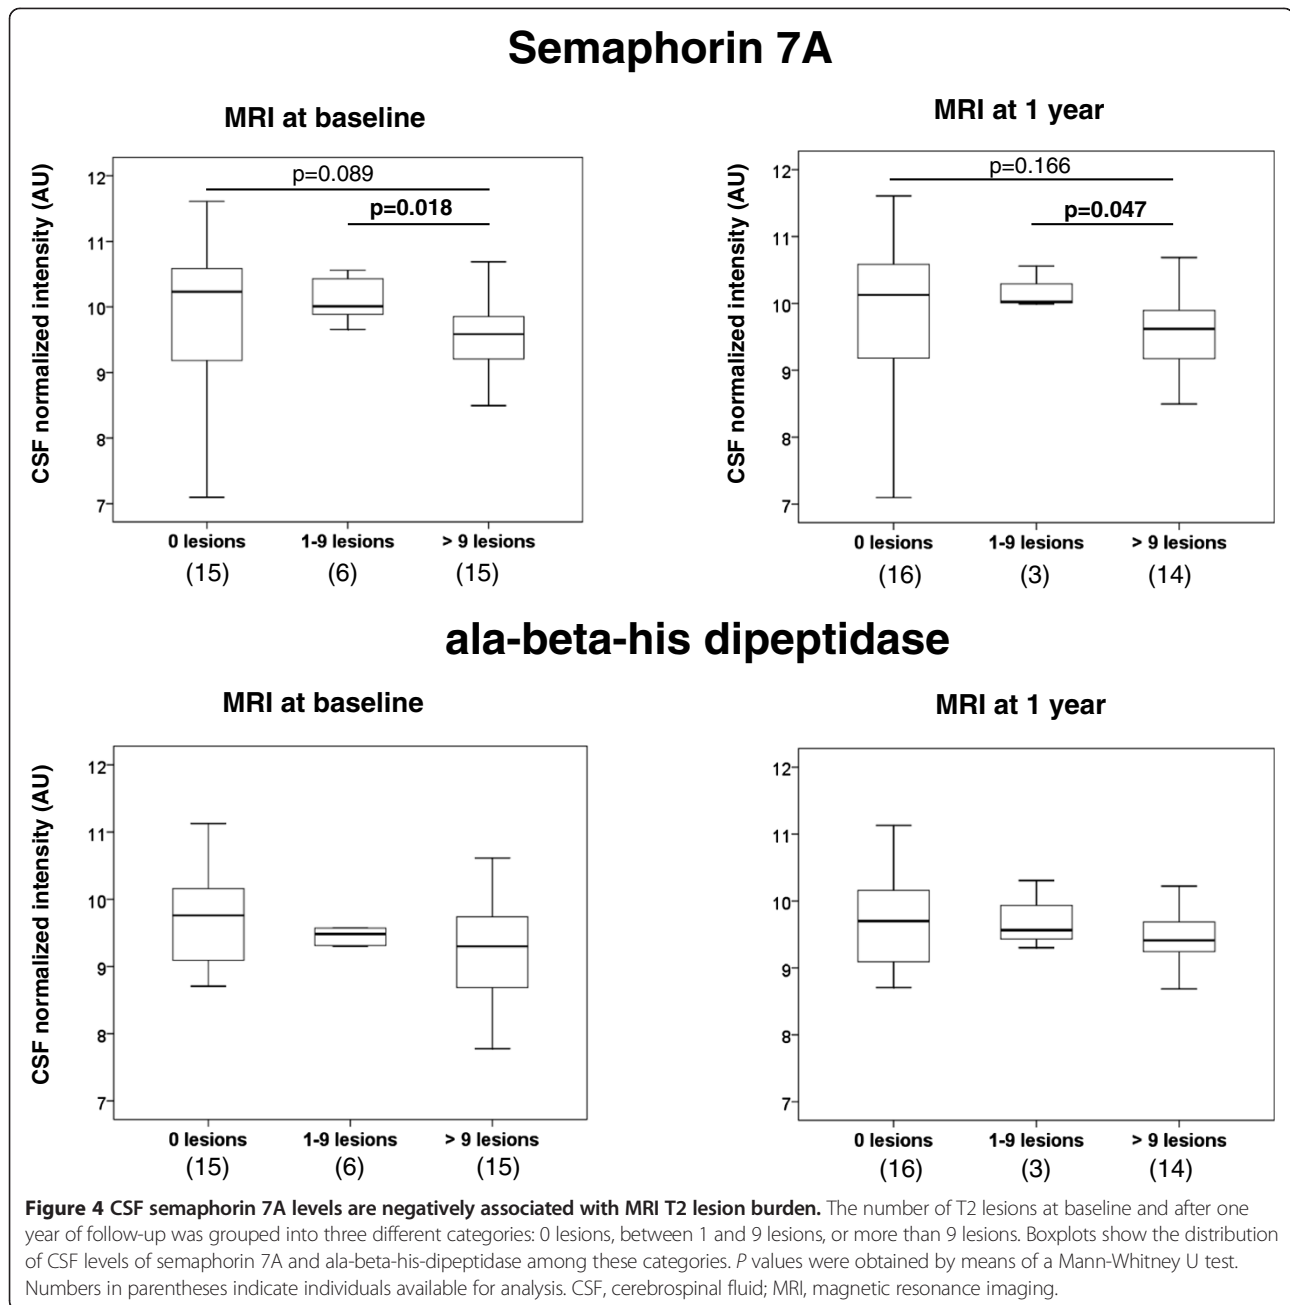 Semaphorin 7A
MRI at baseline
MRI at 1 year
CSF normalized intensity (AU)
12
11
10
9
8
7
p=0.089
p=0.018
0 lesions
1-9 lesions
> 9 lesions
(15)
(6)
(15)
CSF normalized intensity (AU)
12
11
10
9
8
7
p=0.166
p=0.047
0 lesions
1-9 lesions
> 9 lesions
(16)
(3)
(14)
ala-beta-his dipeptidase
MRI at baseline
MRI at 1 year
CSF normalized intensity (AU)
12
11
10
9
8
7
0 lesions
1-9 lesions
> 9 lesions
(15)
(6)
(15)
12
11
10
9
8
7
0 lesions
1-9 lesions
> 9 lesions
(16)
(3)
(14)
Figure 4 CSF semaphorin 7A levels are negatively associated with MRI T2 lesion burden. The number of T2 lesions at baseline and after one
year of follow-up was grouped into three different categories: 0 lesions, between 1 and 9 lesions, or more than 9 lesions. Boxplots show the distribution
of CSF levels of semaphorin 7A and ala-beta-his-dipeptidase among these categories. P values were obtained by means of a Mann-Whitney U test.
Numbers in parentheses indicate individuals available for analysis. CSF, cerebrospinal fluid; MRI, magnetic resonance imaging.